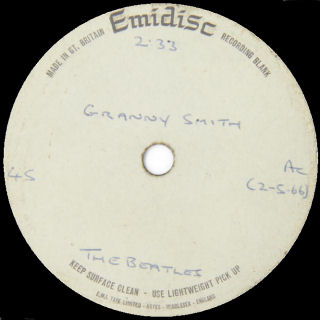 MADE IN GT. BRITAIN
Emidisc
RECORDING BLANK
2.33
GRANNY SMITH
45
AC
(2-5-66)
THE BEATLES
KEEP SURFACE CLEAN - USE LIGHTWEIGHT PICK UP
E.M.I. TAPE LIMITED - HAYES - MIDDLESEX - ENGLAND